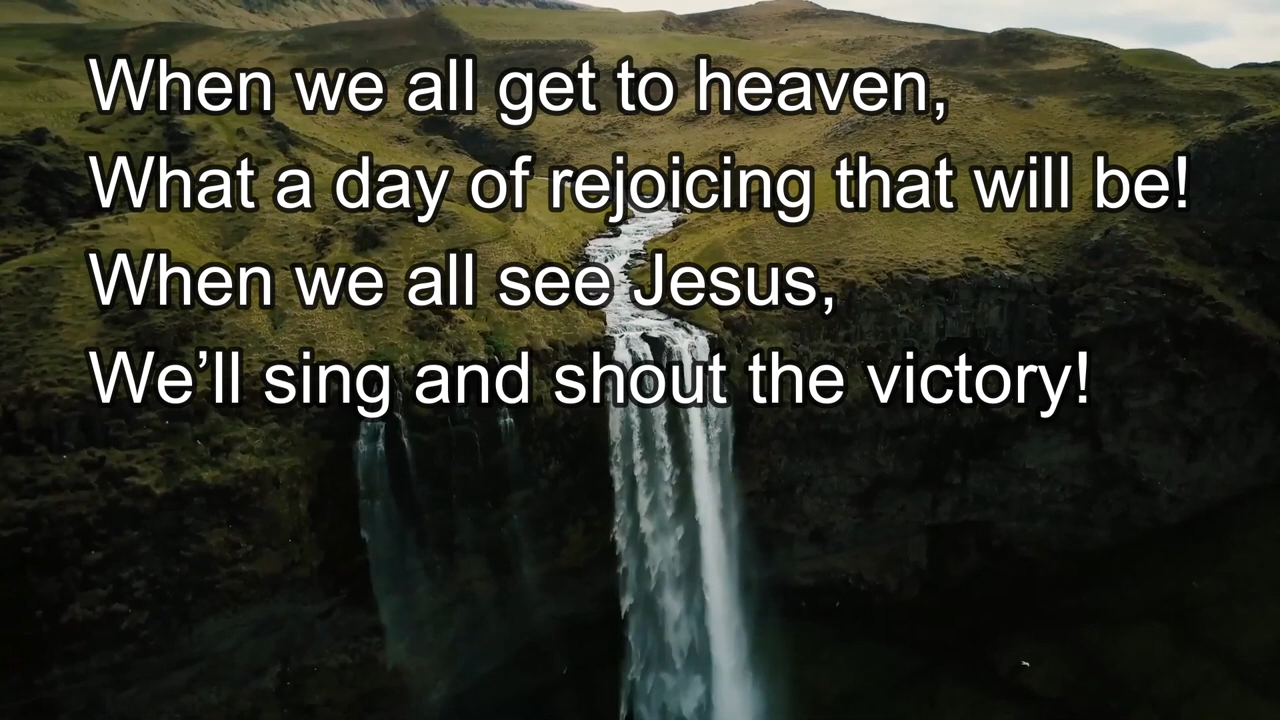 When we all get to heaven,
What a day of rejoicing that will be!
When we all see Jesus,
We’ll sing and shout the victory!